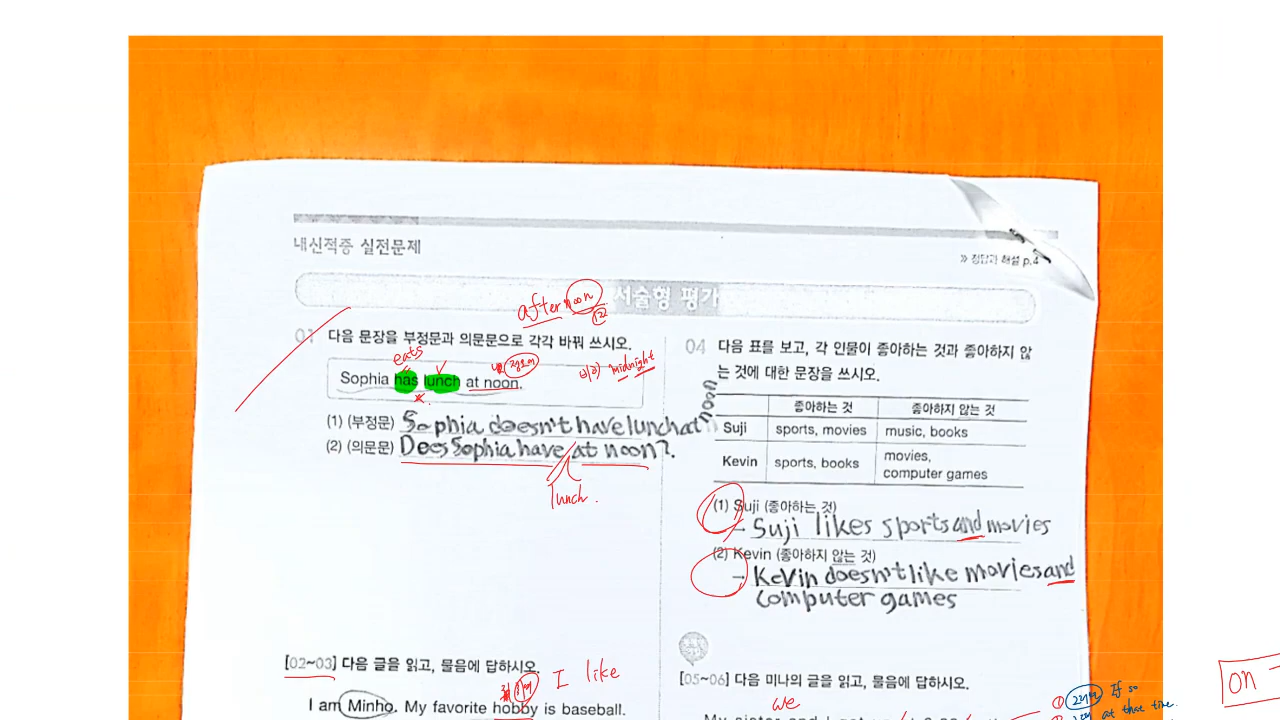 내신적중 실전문제
≫ 정답과 해설 p.4
서술형 평가
afternoon
01 다음 문장을 부정문과 의문문으로 각각 바꿔 쓰시오.
eats
midnight
Sophia has lunch at noon.
(1) (부정문) Sophia doesn't have lunch at noon
(2) (의문문) Does Sophia have at noon?.
lunch.
[02~03] 다음 글을 읽고, 물음에 답하시오.
I like
I am Minho. My favorite hobby is baseball.
04 다음 표를 보고, 각 인물이 좋아하는 것과 좋아하지 않
는 것에 대한 문장을 쓰시오.
좋아하는 것 좋아하지 않는 것
Suji sports, movies music, books
Kevin sports, books movies,
computer games
(1) Suji (좋아하는 것)
→ Suji likes sports and movies
(2) Kevin (좋아하지 않는 것)
→ Kevin doesn't like movies and
computer games
[05~06] 다음 미나의 글을 읽고, 물음에 답하시오.
we
① 그러면 If so
at that time.
on